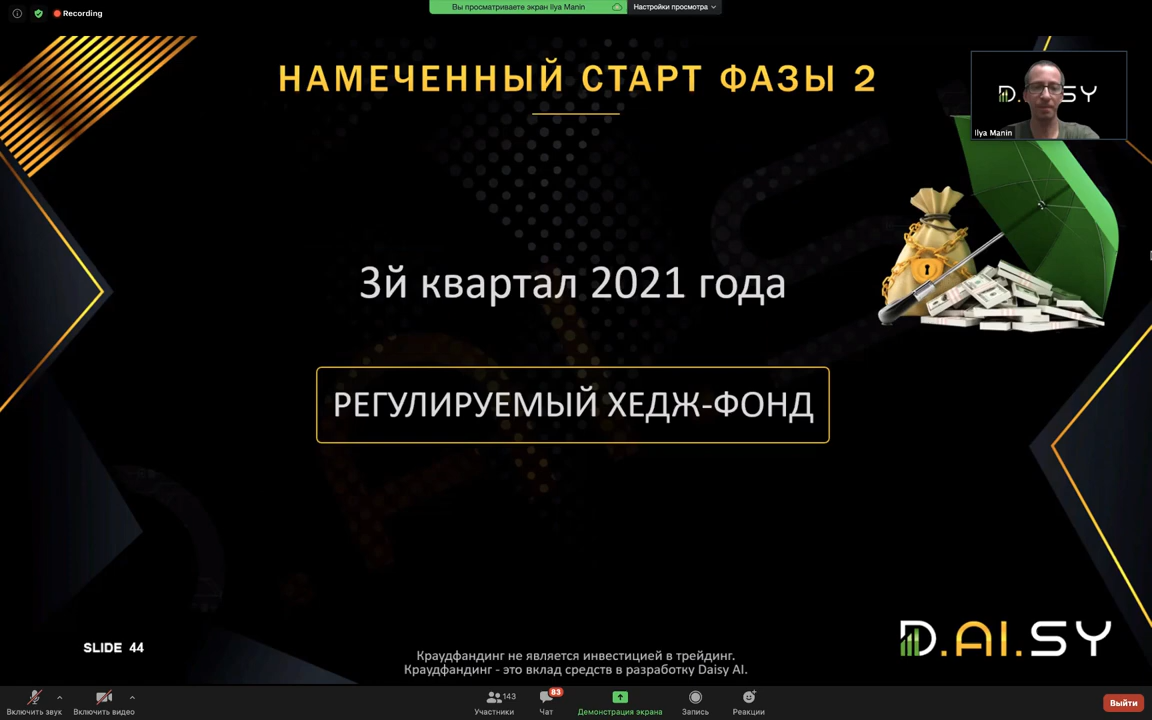 Recording
Вы просматриваете экран Ilya Manin
Настройки просмотра
НАМЕЧЕННЫЙ СТАРТ ФАЗЫ 2
Ilya Manin
3й квартал 2021 года
РЕГУЛИРУЕМЫЙ ХЕДЖ-ФОНД
SLIDE 44
D.AI.SY
Краудфандинг не является инвестицией в трейдинг.
Краудфандинг - это вклад средств в разработку Daisy AI.
Включить звук
Включить видео
143
Участники
83
Чат
Демонстрация экрана
Запись
Реакции
Выйти